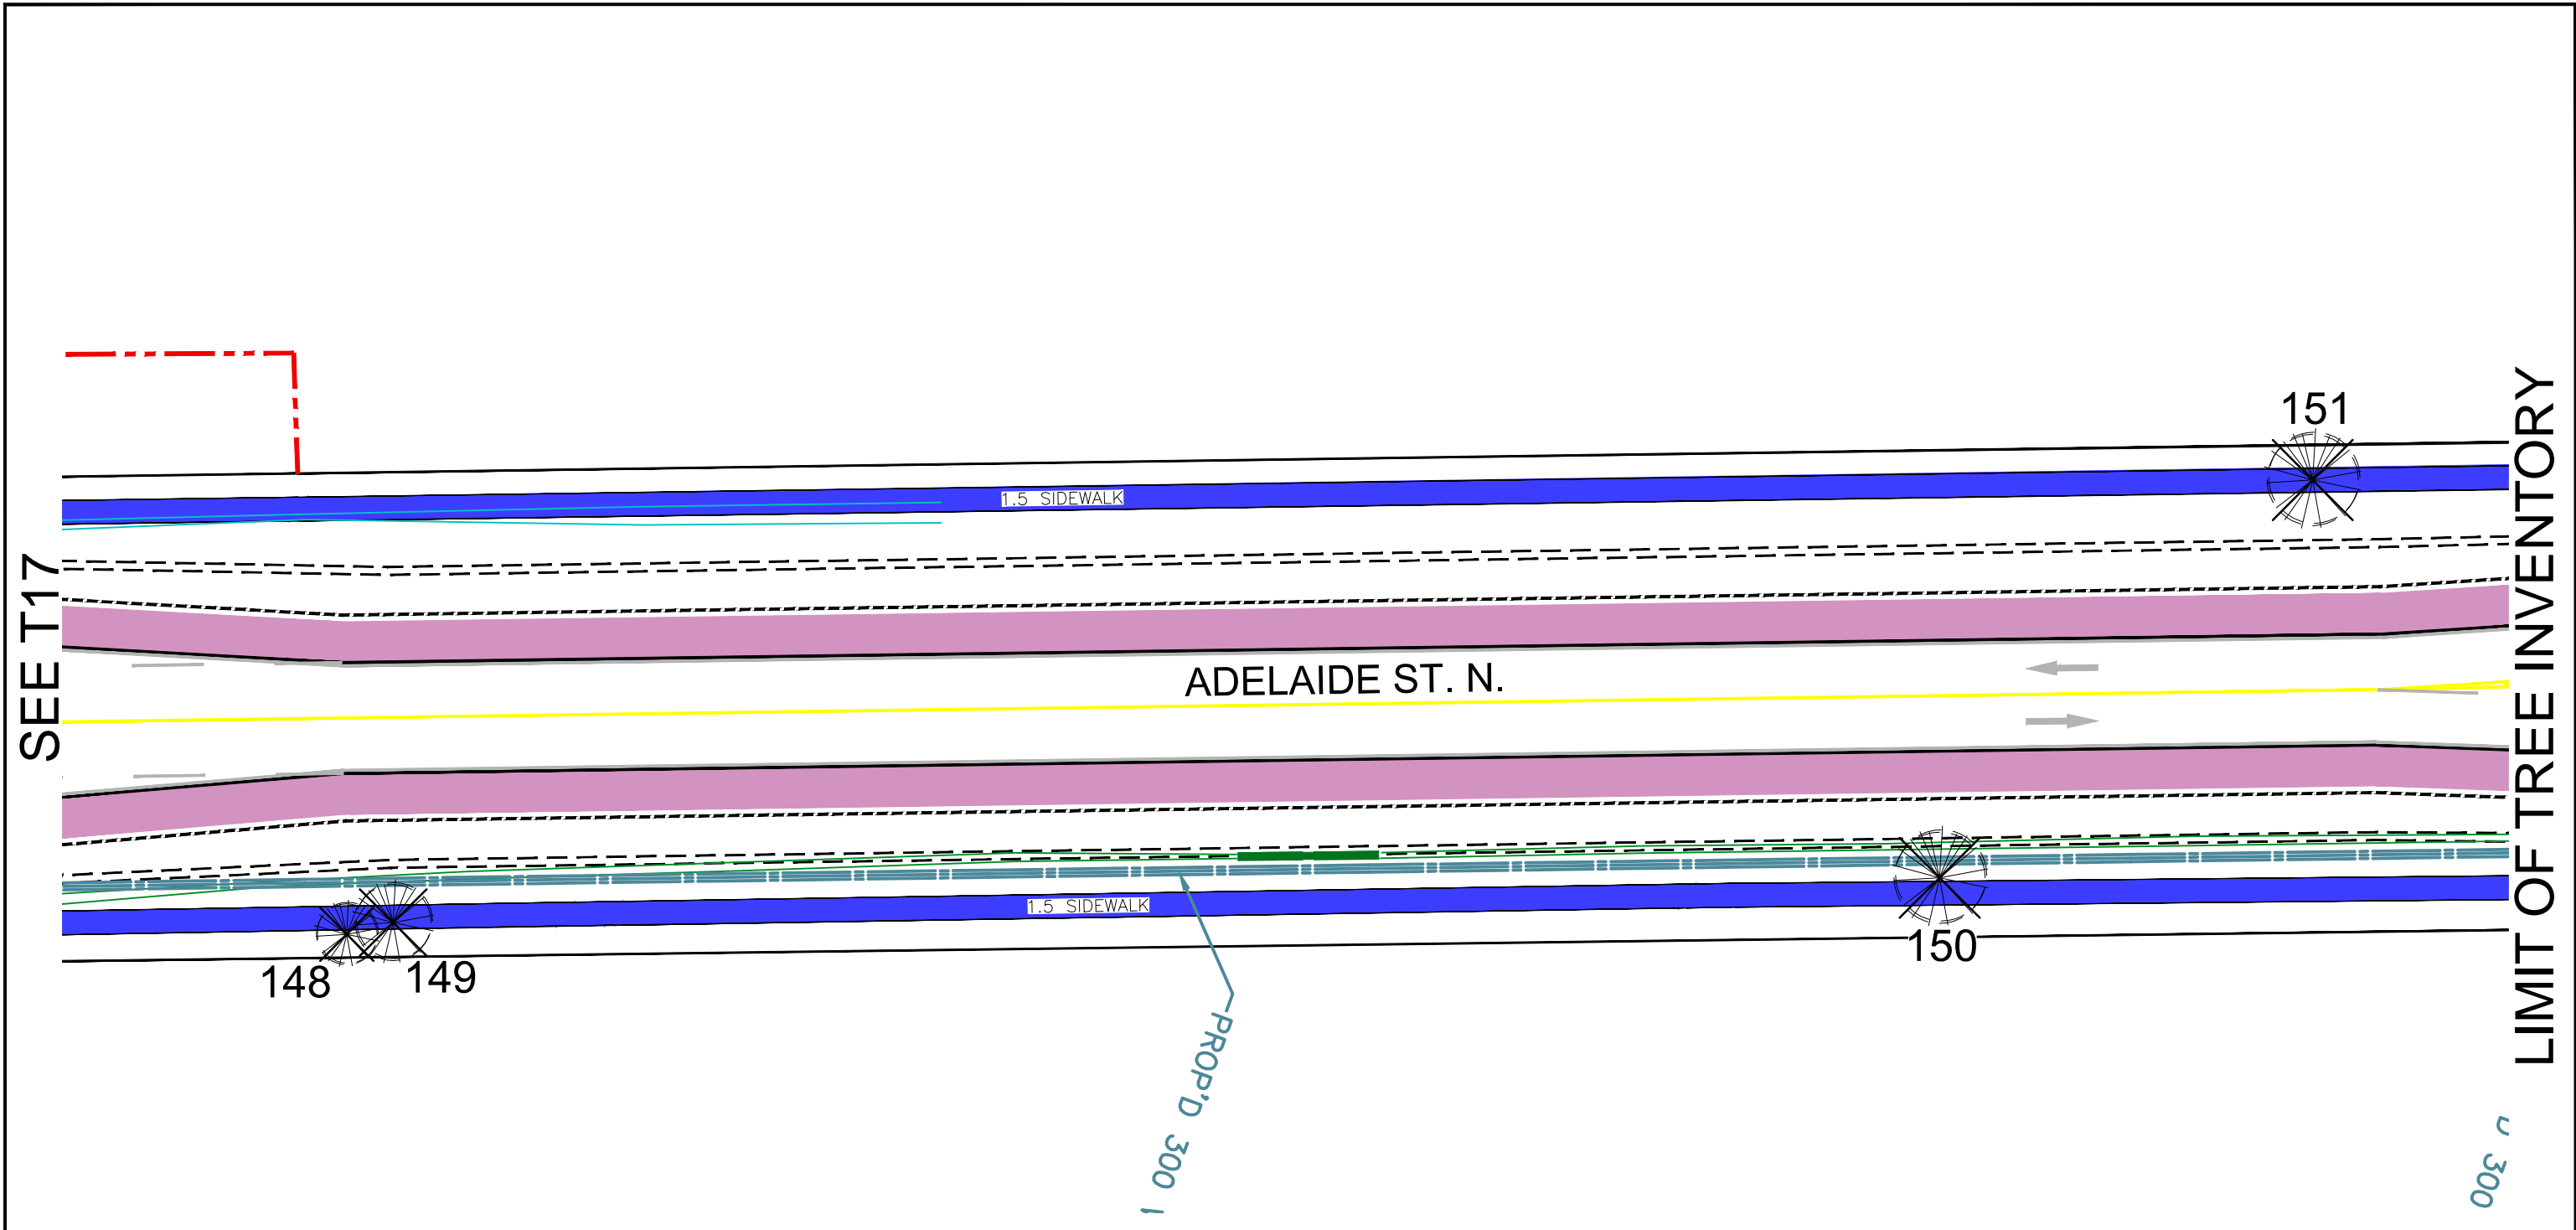 151
1.5 SIDEWALK
SEE T17
LIMIT OF TREE INVENTORY
ADELAIDE ST. N.
1.5 SIDEWALK
150
148
149
PROP'D 300
300